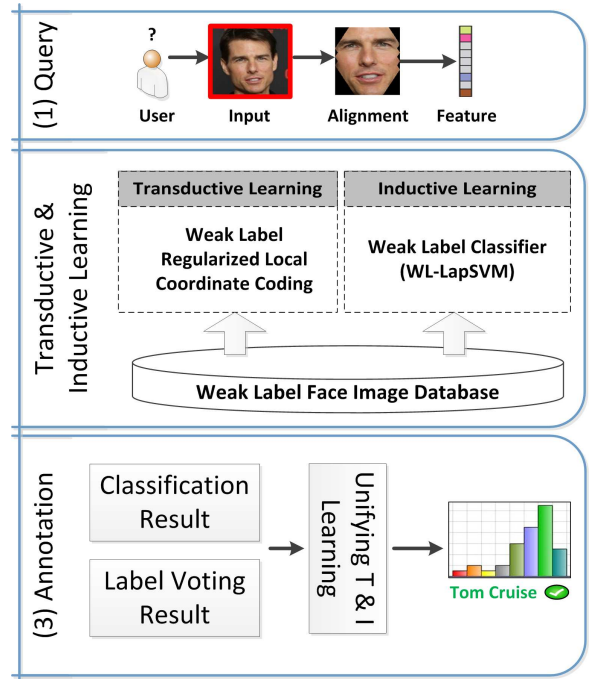 (1) Query
?
User
Input
Alignment
Feature
Transductive &
Inductive Learning
Transductive Learning
Weak Label
Regularized Local
Coordinate Coding
Inductive Learning
Weak Label Classifier
(WL-LapSVM)
Weak Label Face Image Database
(3) Annotation
Classification
Result
Label Voting
Result
Unifying T & I
Learning
Tom Cruise